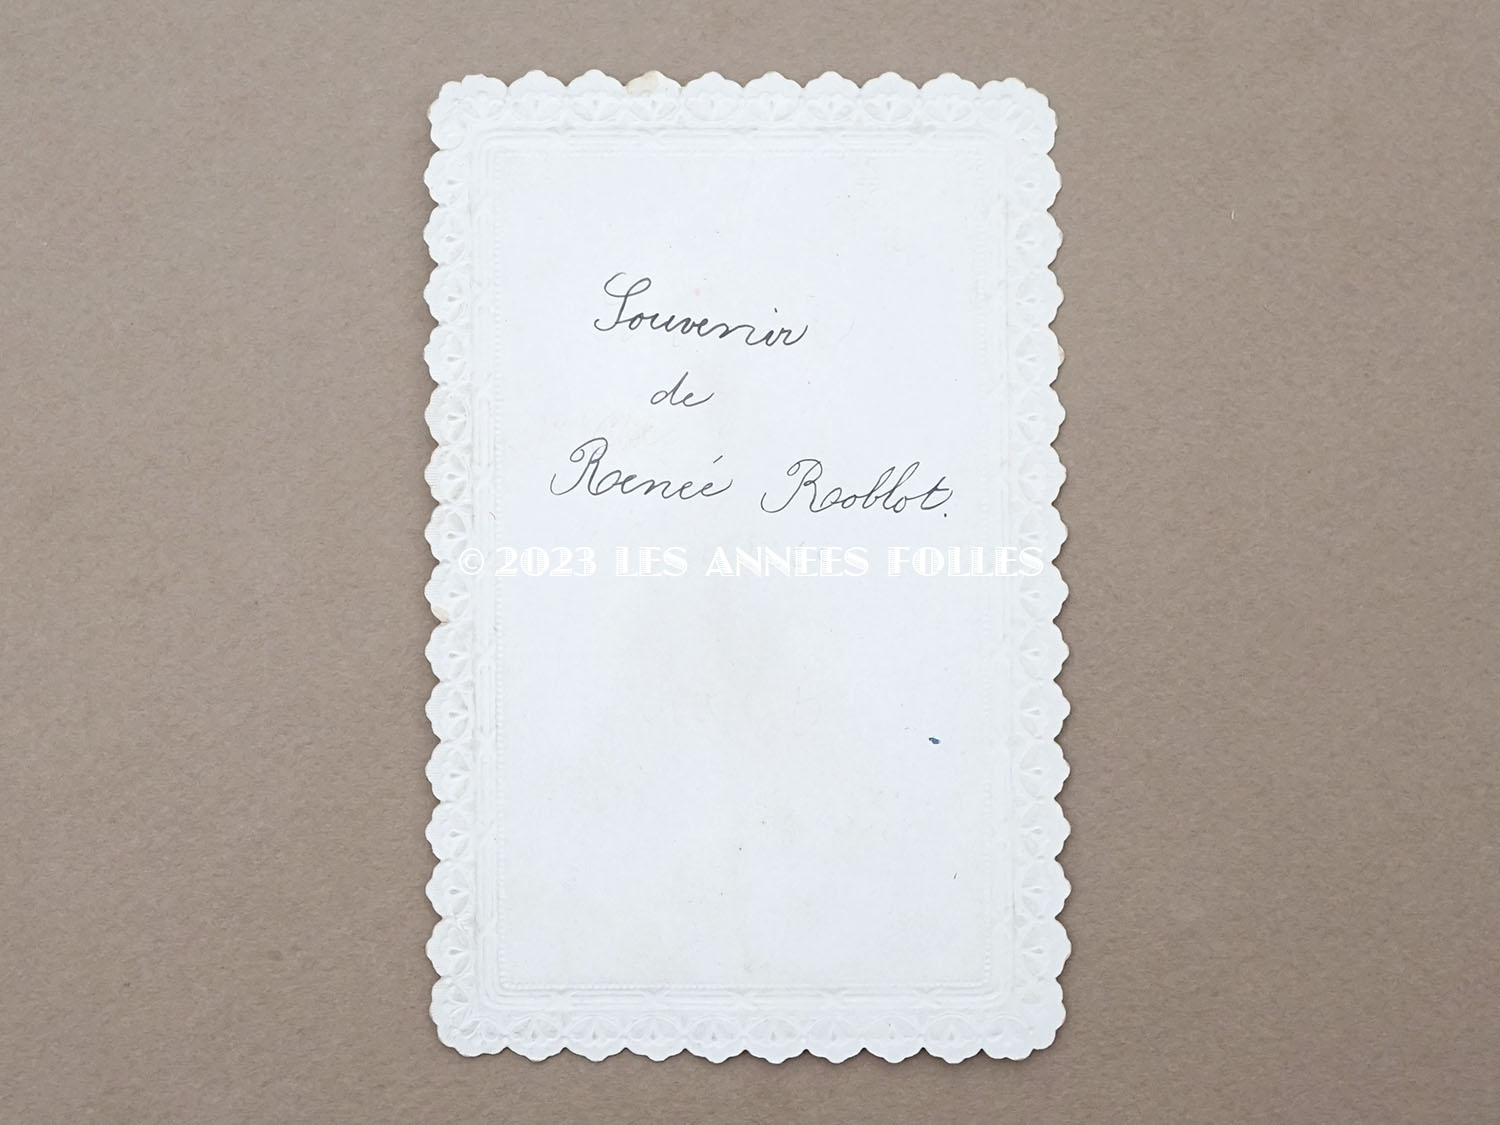 Souvenir
de
Renée Roblot.
© 2023 LES ANNEES FOLLES